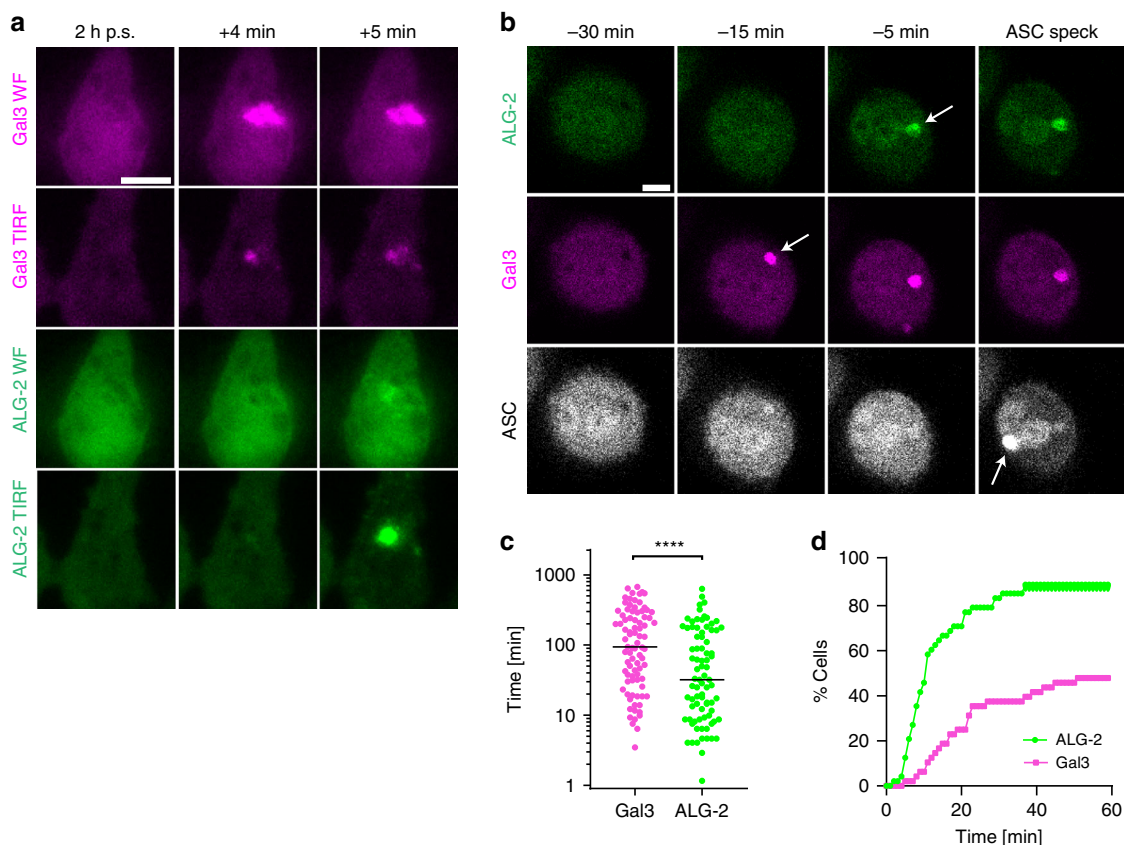 a
2 h p.s. +4 min +5 min
Gal3 WF
Gal3 TIRF
ALG-2 WF
ALG-2 TIRF
b
–30 min –15 min –5 min ASC speck
ALG-2
Gal3
ASC
c
****
1000
100
10
1
Time [min]
Gal3 ALG-2
d
100
80
60
40
20
0
% Cells
ALG-2
Gal3
0 20 40 60
Time [min]